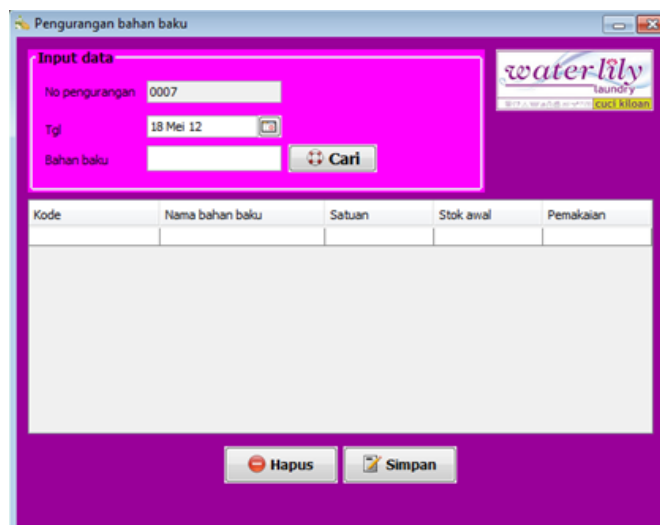 Pengurangan bahan baku
Input data
No pengurangan 0007
Tgl 18 Mei 12
Bahan baku
Cari
waterlily
laundry
cuci kiloan
Kode Nama bahan baku Satuan Stok awal Pemakaian
Hapus Simpan